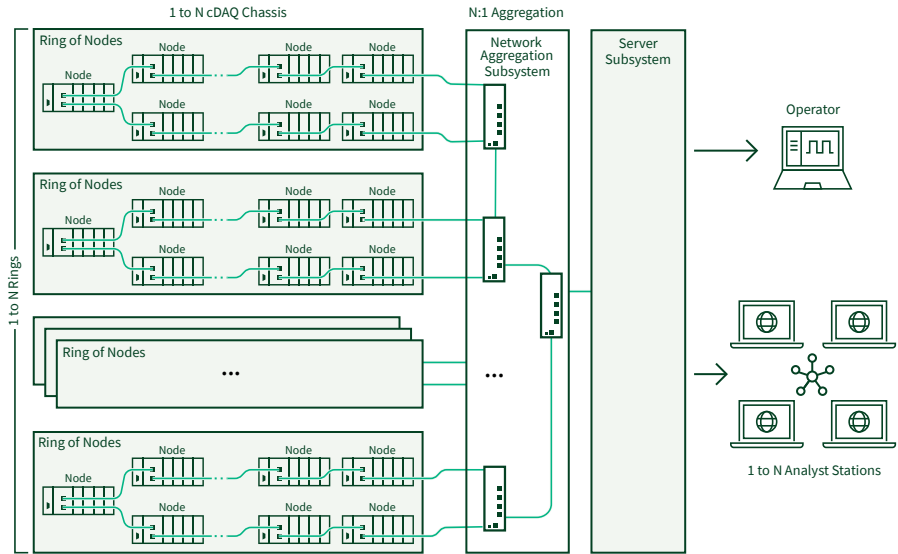 1 to N cDAQ Chassis
N:1 Aggregation
Ring of Nodes
Node
Node
Node
Node
Node
Node
Node
Network
Aggregation
Subsystem
Server
Subsystem
Operator
Ring of Nodes
Node
Node
Node
Node
Node
Node
Node
1 to N Rings
Ring of Nodes
...
...
Ring of Nodes
Node
Node
Node
Node
Node
Node
Node
1 to N Analyst Stations